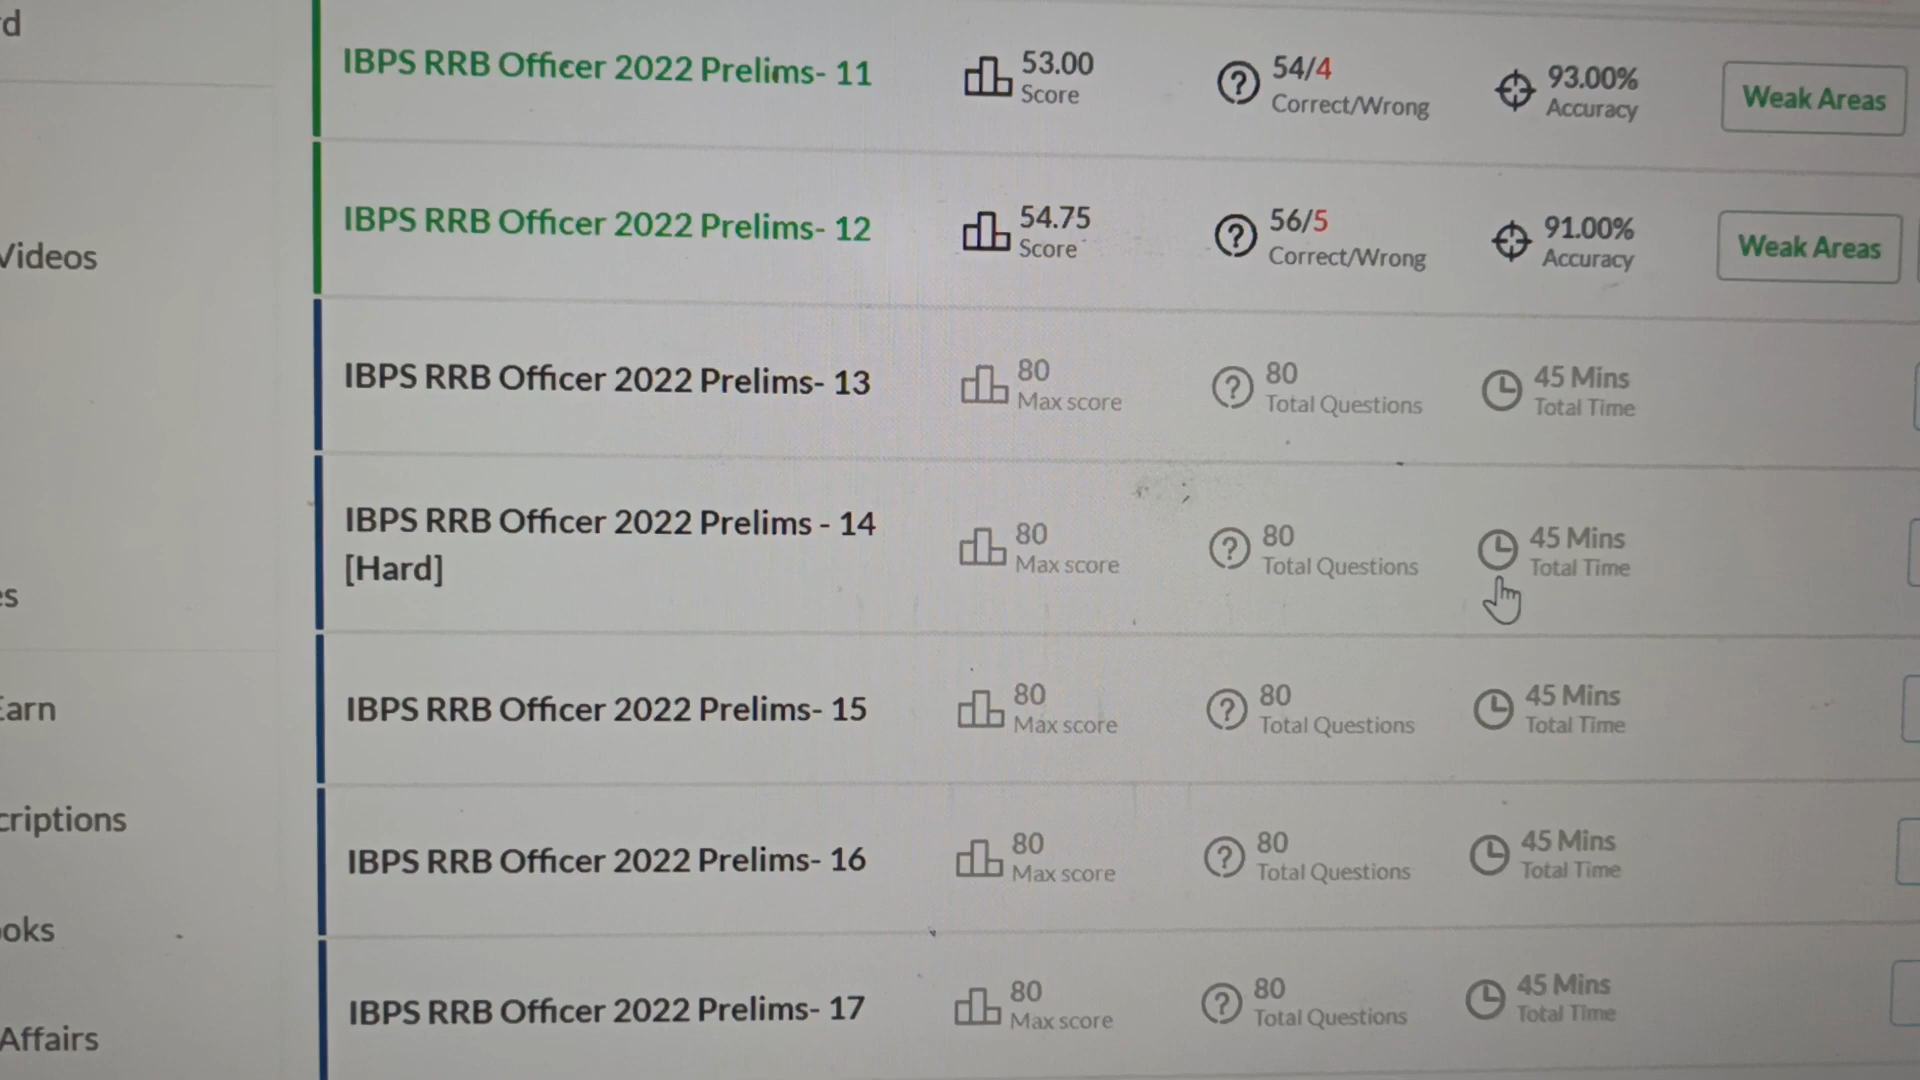 IBPS RRB Officer 2022 Prelims- 11
53.00
Score
54/4
Correct/Wrong
93.00%
Accuracy
Weak Areas
Videos
IBPS RRB Officer 2022 Prelims- 12
54.75
Score
56/5
Correct/Wrong
91.00%
Accuracy
Weak Areas
IBPS RRB Officer 2022 Prelims- 13
80
Max score
80
Total Questions
45 Mins
Total Time
IBPS RRB Officer 2022 Prelims - 14
[Hard]
80
Max score
80
Total Questions
45 Mins
Total Time
IBPS RRB Officer 2022 Prelims- 15
80
Max score
80
Total Questions
45 Mins
Total Time
IBPS RRB Officer 2022 Prelims- 16
80
Max score
80
Total Questions
45 Mins
Total Time
IBPS RRB Officer 2022 Prelims- 17
80
Max score
80
Total Questions
45 Mins
Total Time
Affairs